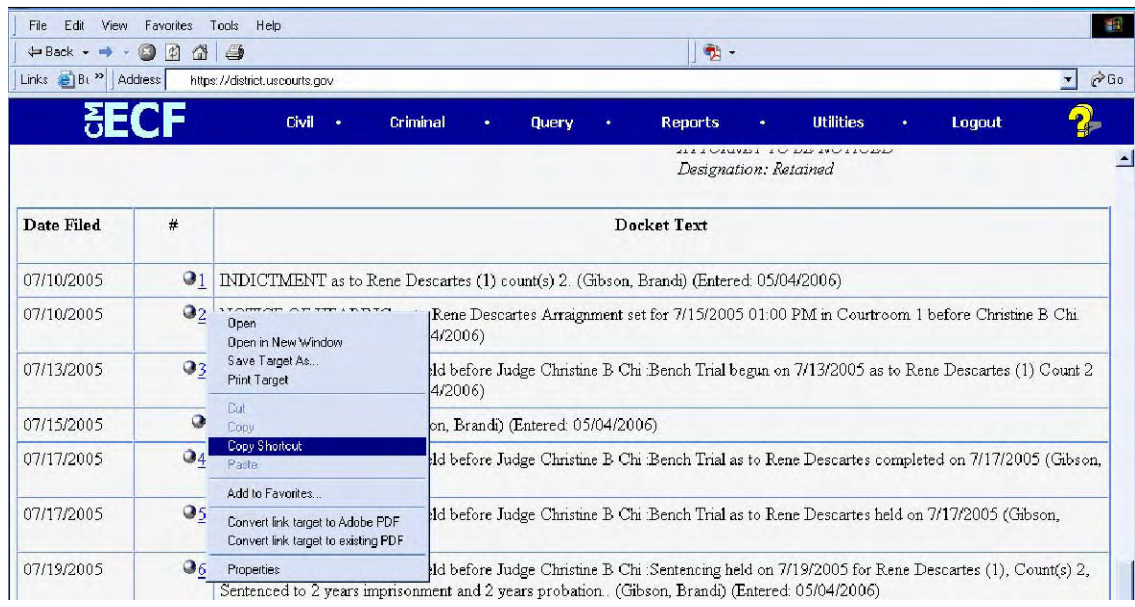 File Edit View Favorites Tools Help
Back
Links Address https://district.uscourts.gov Go
CM ECF Civil • Criminal • Query • Reports • Utilities • Logout ?
ATTORNEY TO BE NOTICED
Designation: Retained
Date Filed # Docket Text
07/10/2005 1 INDICTMENT as to Rene Descartes (1) count(s) 2. (Gibson, Brandi) (Entered: 05/04/2006)
07/10/2005 2 NOTICE OF HEARING Rene Descartes Arraignment set for 7/15/2005 01:00 PM in Courtroom 1 before Christine B Chi.
4/2006)
07/13/2005 3 ld before Judge Christine B Chi :Bench Trial begun on 7/13/2005 as to Rene Descartes (1) Count 2
4/2006)
07/15/2005 on, Brandi) (Entered: 05/04/2006)
07/17/2005 4 ld before Judge Christine B Chi :Bench Trial as to Rene Descartes completed on 7/17/2005 (Gibson,
07/17/2005 5 ld before Judge Christine B Chi :Bench Trial as to Rene Descartes held on 7/17/2005 (Gibson,
07/19/2005 6 ld before Judge Christine B Chi :Sentencing held on 7/19/2005 for Rene Descartes (1), Count(s) 2,
Sentenced to 2 years imprisonment and 2 years probation.. (Gibson, Brandi) (Entered: 05/04/2006)
Open
Open in New Window
Save Target As...
Print Target
Cut
Copy
Copy Shortcut
Paste
Add to Favorites...
Convert link target to Adobe PDF
Convert link target to existing PDF
Properties